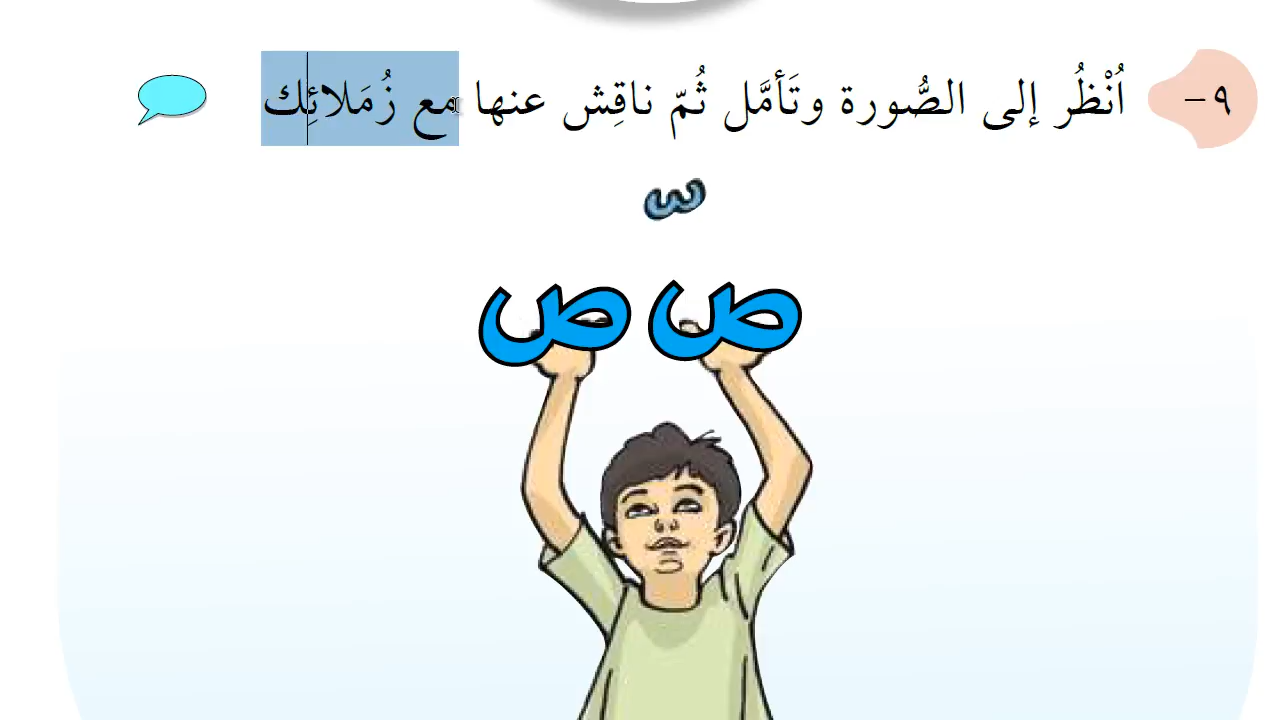 ٩- اُنْظُر إلى الصُّورة وتَأمَّل ثُمّ ناقِش عنها مع زُمَلائِك
س
ص ص